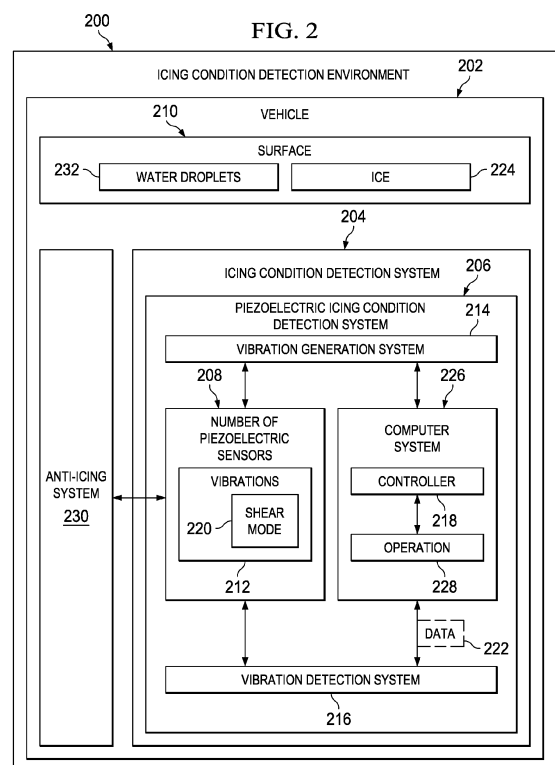 FIG. 2
200
ICING CONDITION DETECTION ENVIRONMENT
202
VEHICLE
210
SURFACE
232
WATER DROPLETS
ICE
224
204
ICING CONDITION DETECTION SYSTEM
206
PIEZOELECTRIC ICING CONDITION
DETECTION SYSTEM
214
VIBRATION GENERATION SYSTEM
208
226
NUMBER OF
PIEZOELECTRIC
SENSORS
COMPUTER
SYSTEM
ANTI-ICING
SYSTEM
230
VIBRATIONS
CONTROLLER
220
SHEAR
MODE
218
OPERATION
212
228
DATA
222
VIBRATION DETECTION SYSTEM
216